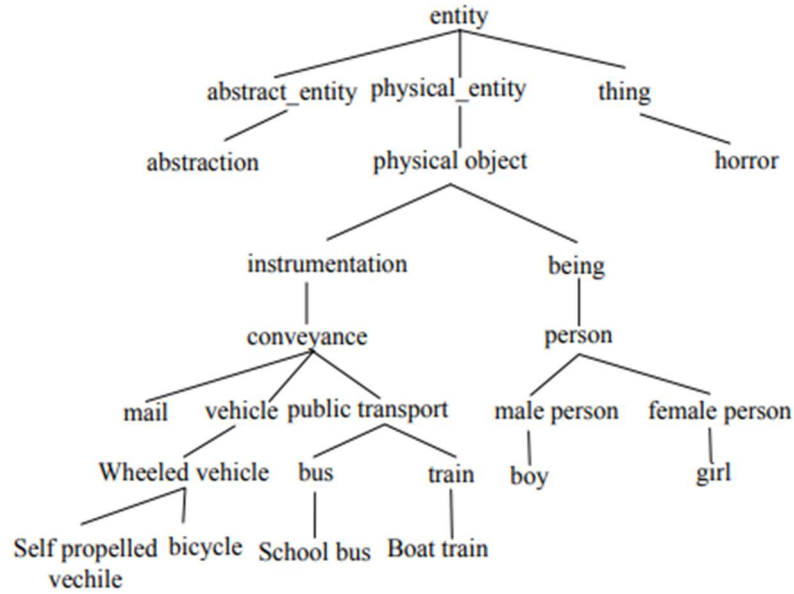 entity
abstract_entity physical_entity thing
abstraction physical object horror
instrumentation being
conveyance person
mail vehicle public transport male person female person
Wheeled vehicle bus train boy girl
Self propelled bicycle School bus Boat train
vechile